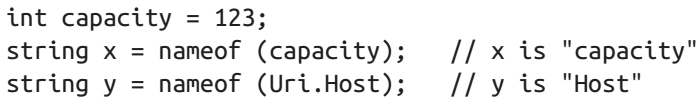 int capacity = 123;
string x = nameof (capacity);   // x is "capacity"
string y = nameof (Uri.Host);   // y is "Host"